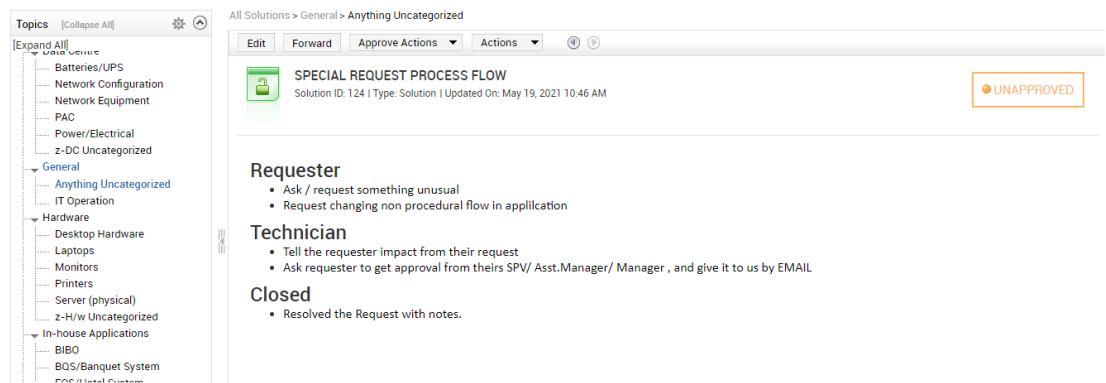 Topics [Collapse All]
[Expand All]
Data Centre
Batteries/UPS
Network Configuration
Network Equipment
PAC
Power/Electrical
z-DC Uncategorized
General
Anything Uncategorized
IT Operation
Hardware
Desktop Hardware
Laptops
Monitors
Printers
Server (physical)
z-H/w Uncategorized
In-house Applications
BIBO
BQS/Banquet System
All Solutions > General > Anything Uncategorized
Edit Forward Approve Actions Actions
SPECIAL REQUEST PROCESS FLOW
Solution ID: 124 | Type: Solution | Updated On: May 19, 2021 10:46 AM
UNAPPROVED
Requester
• Ask / request something unusual
• Request changing non procedural flow in applilcation
Technician
• Tell the requester impact from their request
• Ask requester to get approval from theirs SPV/ Asst.Manager/ Manager , and give it to us by EMAIL
Closed
• Resolved the Request with notes.